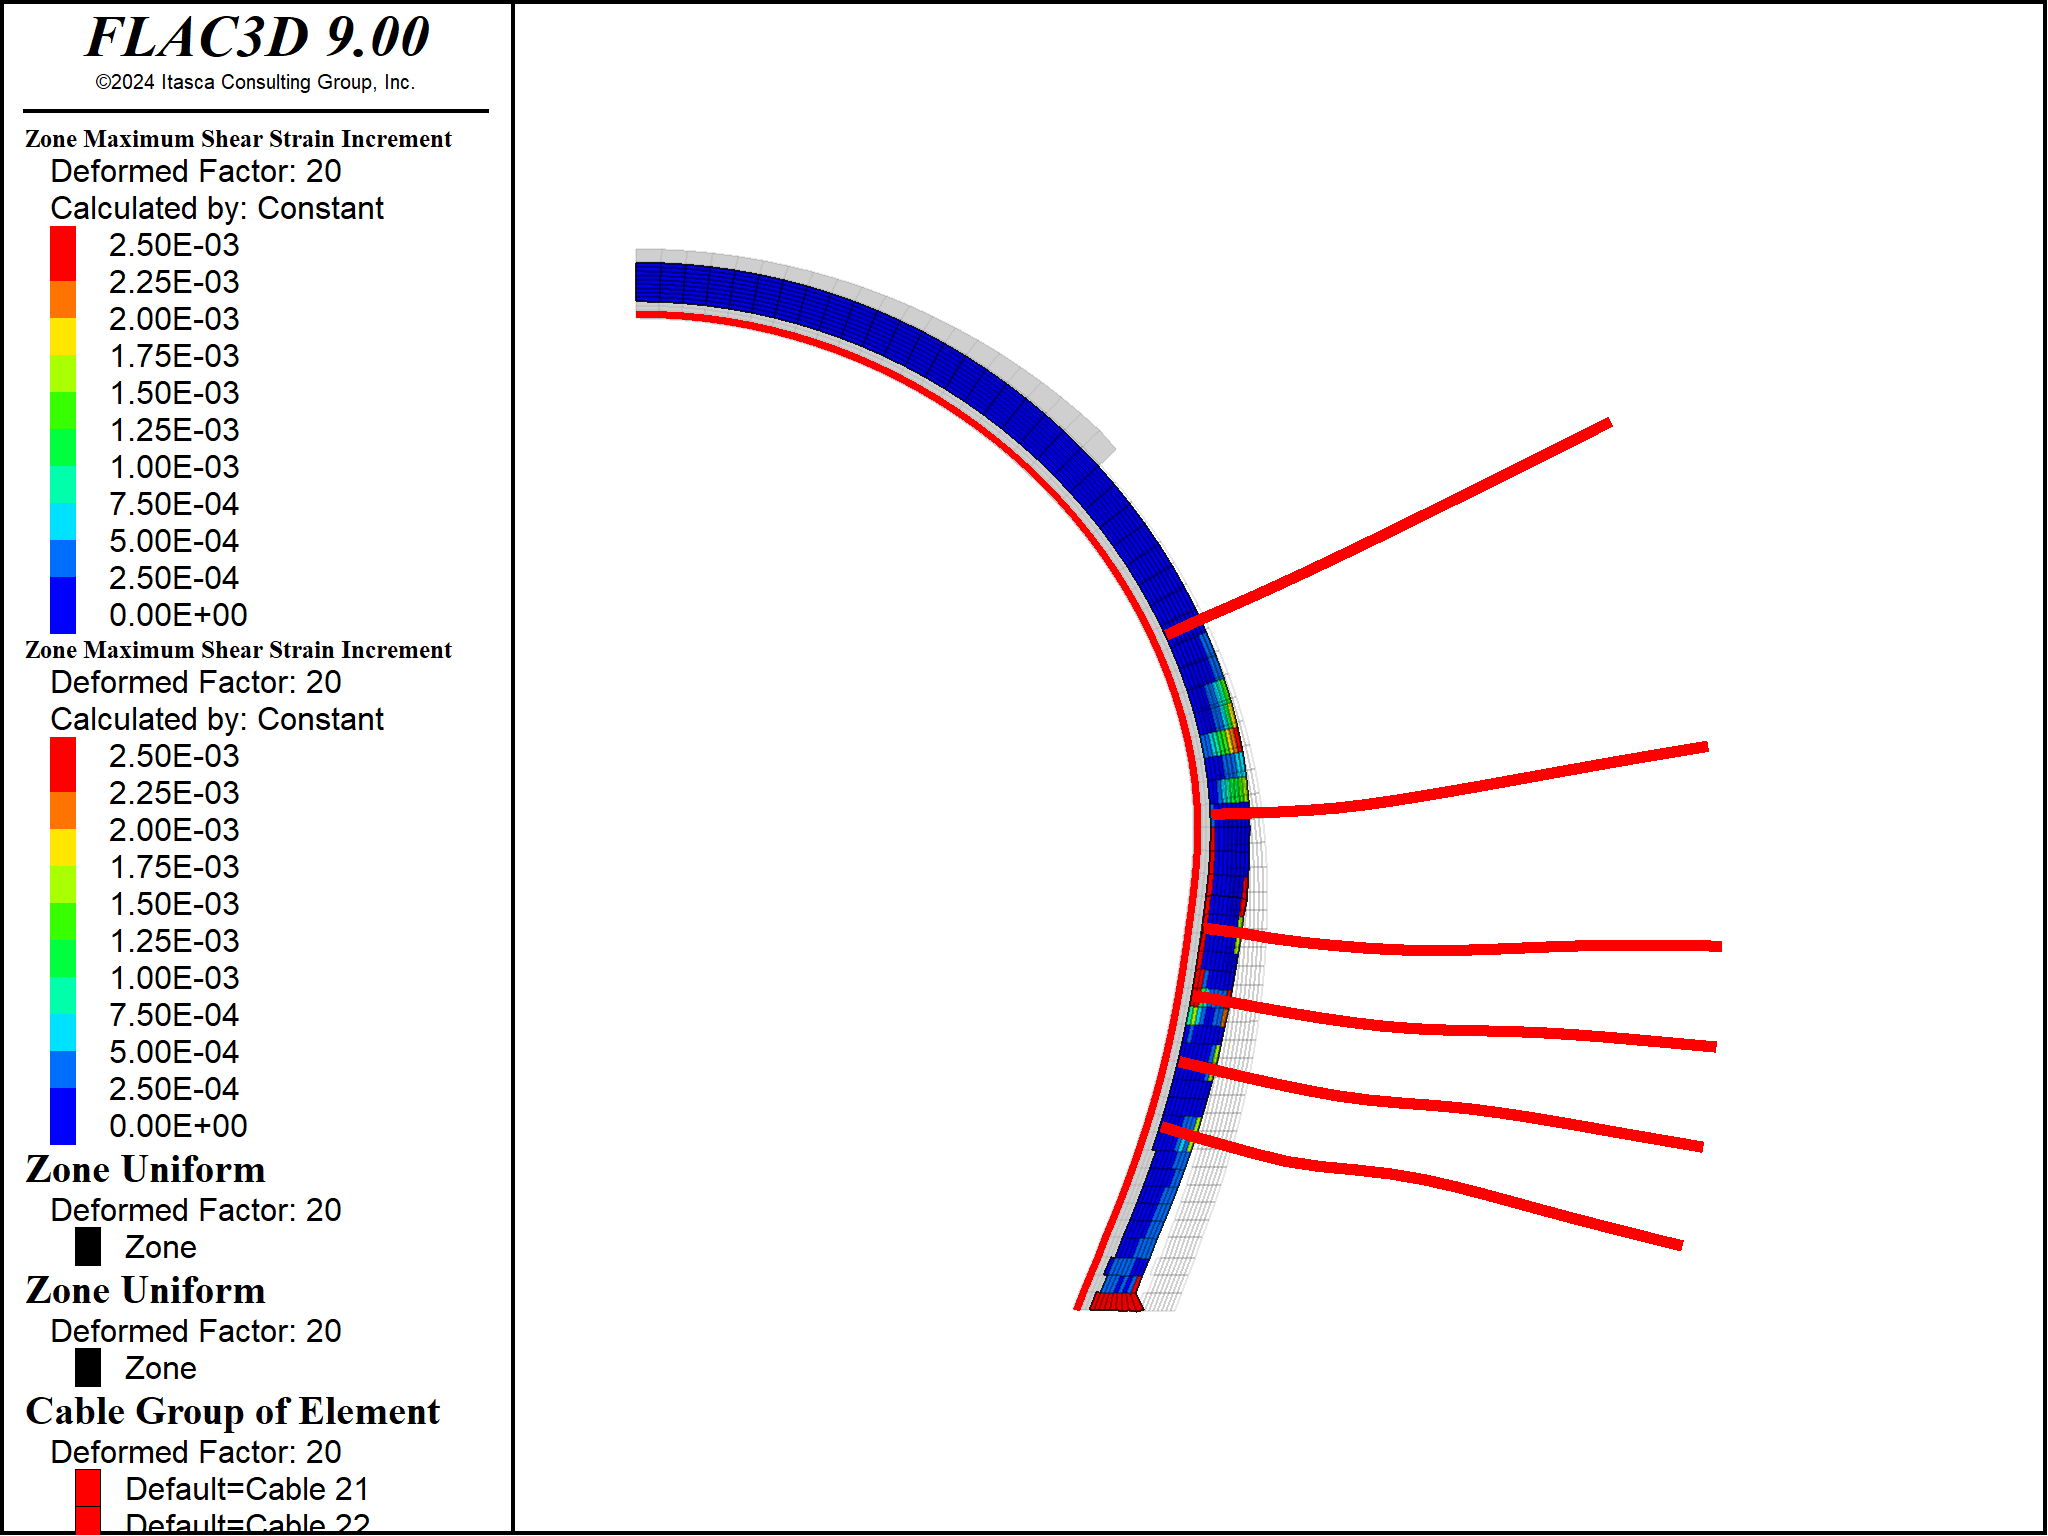 FLAC3D 9.00
©2024 Itasca Consulting Group, Inc.
Zone Maximum Shear Strain Increment
Deformed Factor: 20
Calculated by: Constant
2.50E-03
2.25E-03
2.00E-03
1.75E-03
1.50E-03
1.25E-03
1.00E-03
7.50E-04
5.00E-04
2.50E-04
0.00E+00
Zone Maximum Shear Strain Increment
Deformed Factor: 20
Calculated by: Constant
2.50E-03
2.25E-03
2.00E-03
1.75E-03
1.50E-03
1.25E-03
1.00E-03
7.50E-04
5.00E-04
2.50E-04
0.00E+00
Zone Uniform
Deformed Factor: 20
Zone
Zone Uniform
Deformed Factor: 20
Zone
Cable Group of Element
Deformed Factor: 20
Default=Cable 21
Default=Cable 22